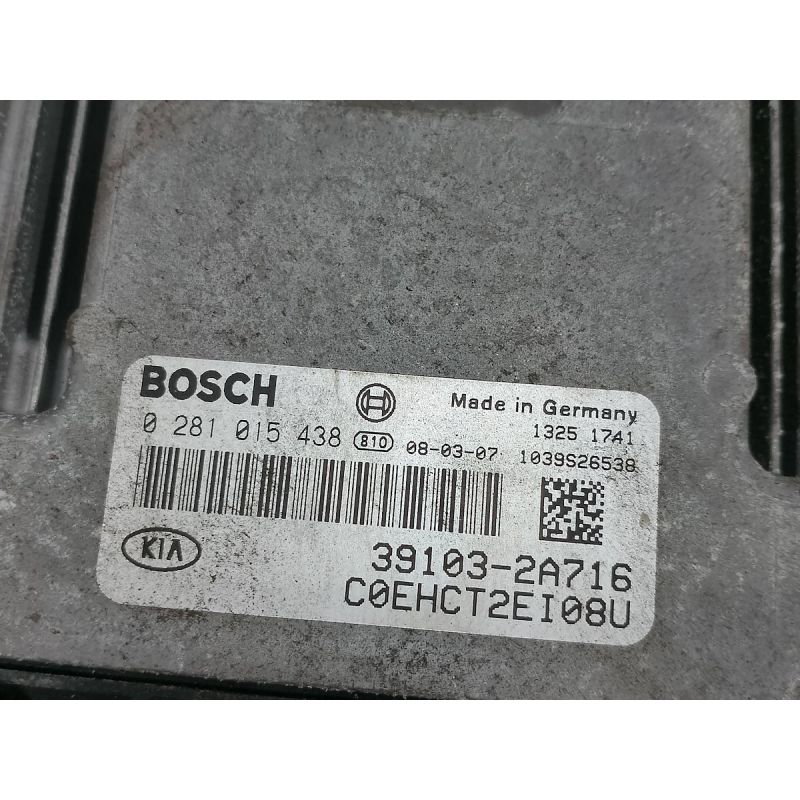 BOSCH Made in Germany
0 281 015 438 810 08-03-07 1325 1741
1039S26538
KIA 39103-2A716
C0EHCT2EI08U